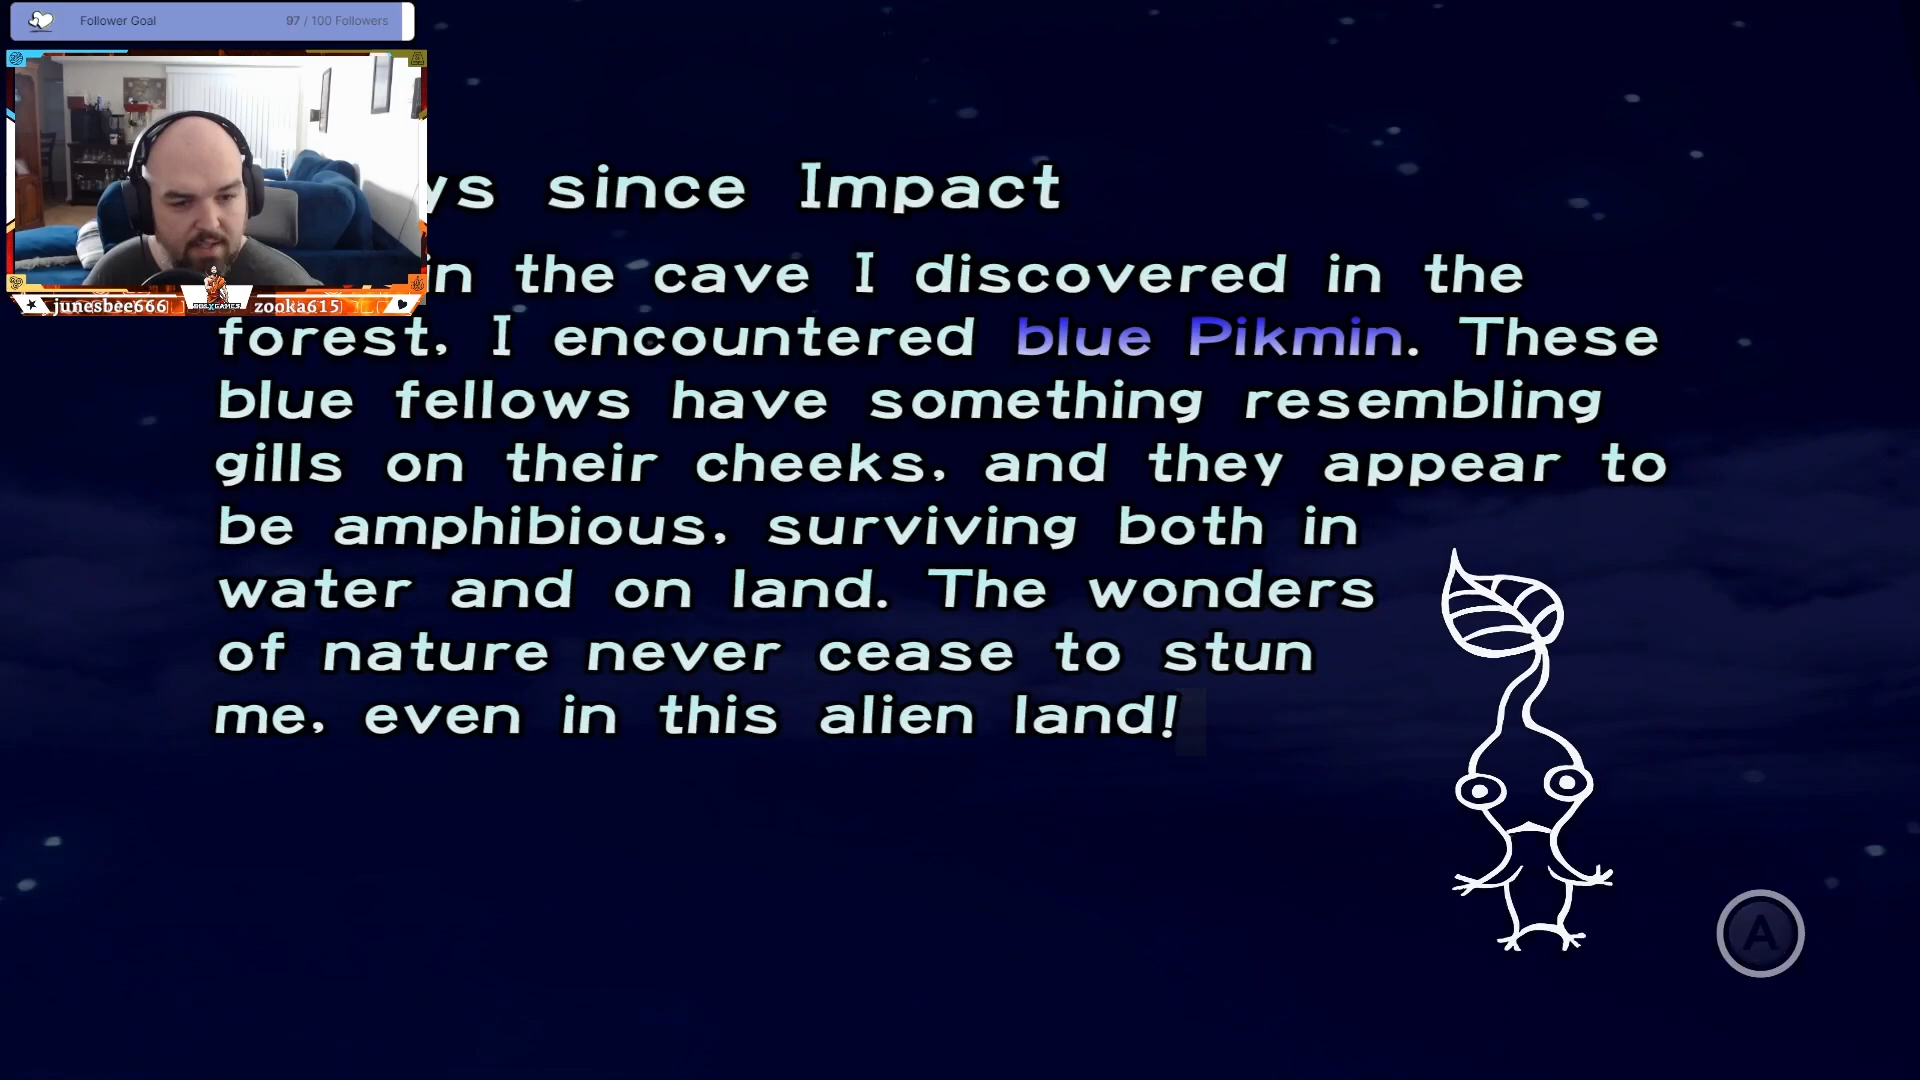 Follower Goal 97 / 100 Followers
junesbee666 zooka615
ys since Impact
in the cave I discovered in the
forest, I encountered blue Pikmin. These
blue fellows have something resembling
gills on their cheeks, and they appear to
be amphibious, surviving both in
water and on land. The wonders
of nature never cease to stun
me, even in this alien land!
A